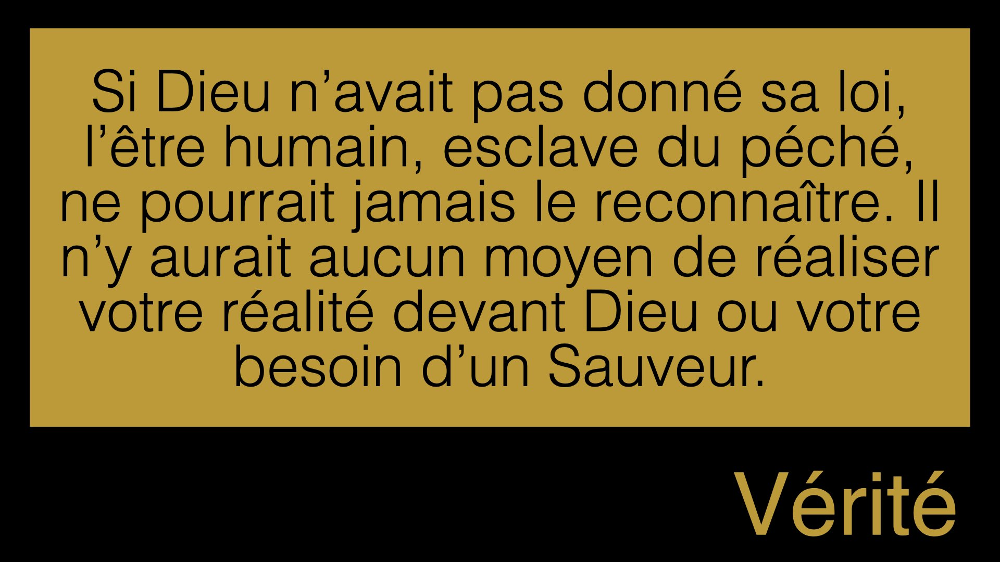 Si Dieu n’avait pas donné sa loi,
l’être humain, esclave du péché,
ne pourrait jamais le reconnaître. Il
n’y aurait aucun moyen de réaliser
votre réalité devant Dieu ou votre
besoin d’un Sauveur.
Vérité